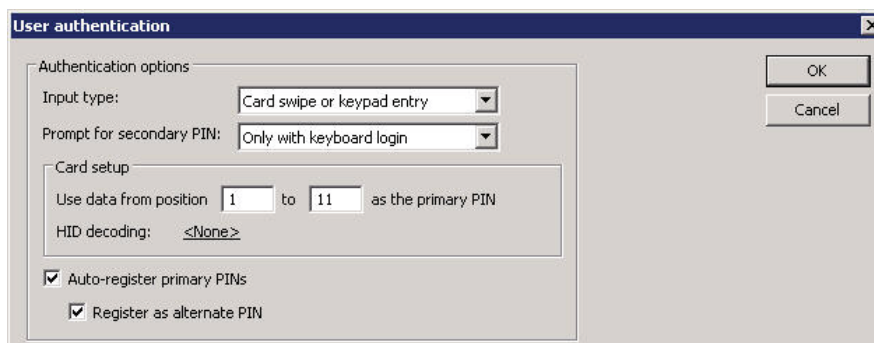 User authentication
Authentication options
OK
Input type: Card swipe or keypad entry
Cancel
Prompt for secondary PIN: Only with keyboard login
Card setup
Use data from position 1 to 11 as the primary PIN
HID decoding: <None>
Auto-register primary PINs
Register as alternate PIN